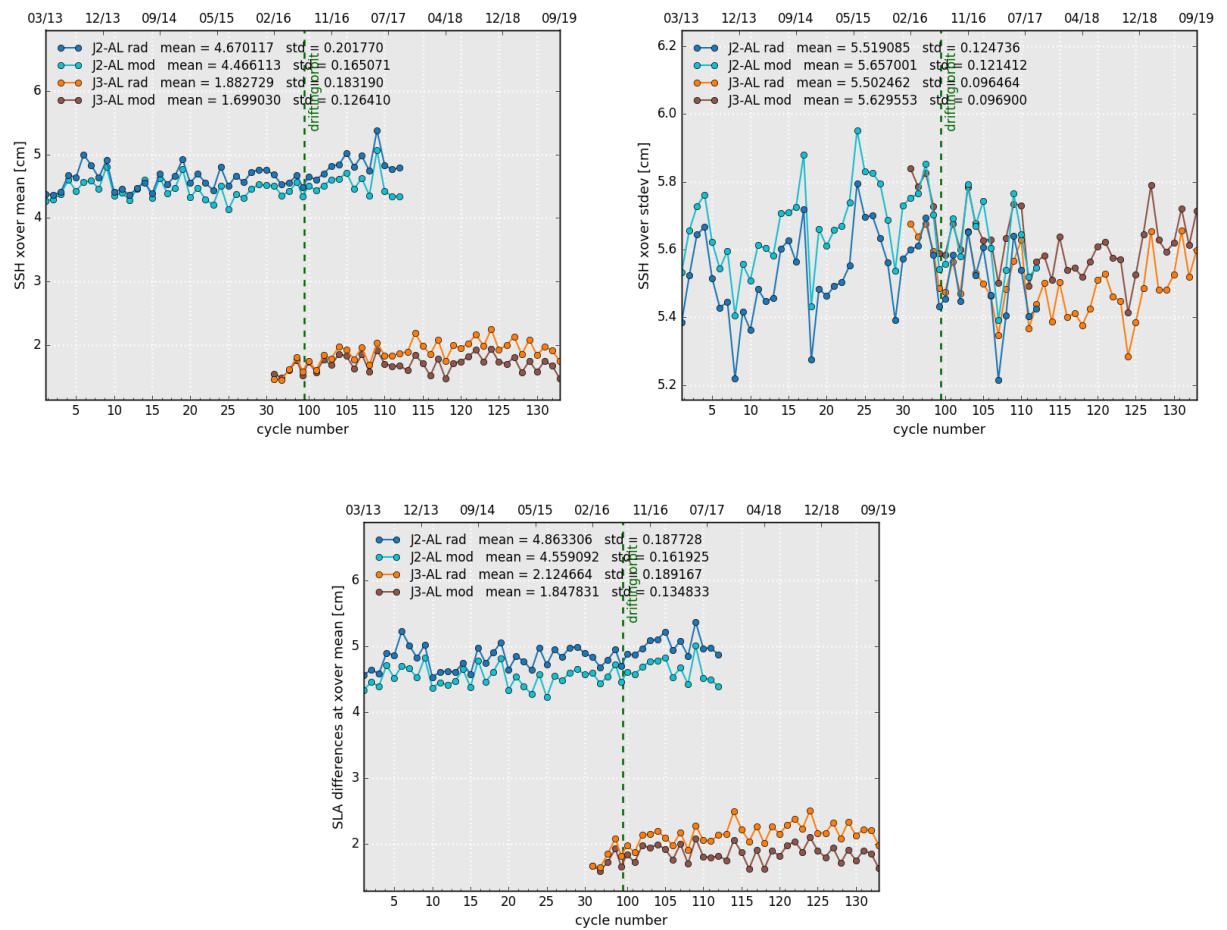 03/13 12/13 09/14 05/15 02/16 11/16 07/17 04/18 12/18 09/19
J2-AL rad mean = 4.670117 std = 0.201770
J2-AL mod mean = 4.466113 std = 0.165071
J3-AL rad mean = 1.882729 std = 0.183190
J3-AL mod mean = 1.699030 std = 0.126410
drifting orbit
SSH xover mean [cm]
6
5
4
3
2
5 10 15 20 25 30 100 105 110 115 120 125 130
cycle number
03/13 12/13 09/14 05/15 02/16 11/16 07/17 04/18 12/18 09/19
J2-AL rad mean = 5.519085 std = 0.124736
J2-AL mod mean = 5.657001 std = 0.121412
J3-AL rad mean = 5.502462 std = 0.096464
J3-AL mod mean = 5.629553 std = 0.096900
drifting orbit
SSH xover stdev [cm]
6.2
6.0
5.8
5.6
5.4
5.2
5 10 15 20 25 30 100 105 110 115 120 125 130
cycle number
03/13 12/13 09/14 05/15 02/16 11/16 07/17 04/18 12/18 09/19
J2-AL rad mean = 4.863306 std = 0.187728
J2-AL mod mean = 4.559092 std = 0.161925
J3-AL rad mean = 2.124664 std = 0.189167
J3-AL mod mean = 1.847831 std = 0.134833
drifting orbit
SLA differences at xover mean [cm]
6
5
4
3
2
5 10 15 20 25 30 100 105 110 115 120 125 130
cycle number